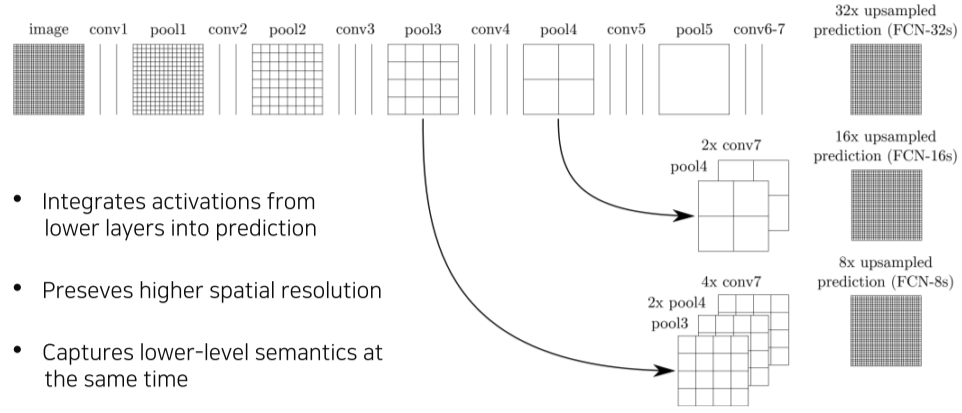 image conv1 pool1 conv2 pool2 conv3 pool3 conv4 pool4 conv5 pool5 conv6-7
32x upsampled
prediction (FCN-32s)
16x upsampled
prediction (FCN-16s)
2x conv7
pool4
8x upsampled
prediction (FCN-8s)
4x conv7
2x pool4
pool3
• Integrates activations from
lower layers into prediction
• Preseves higher spatial resolution
• Captures lower-level semantics at
the same time